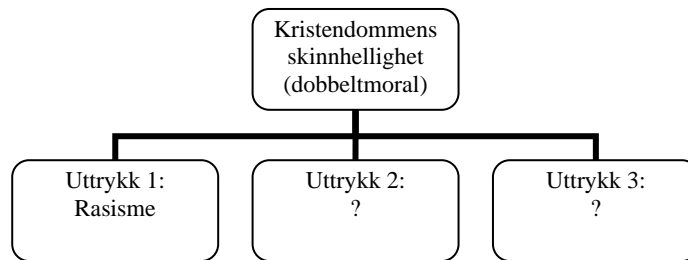 Kristendommens
skinnhellighet
(dobbeltmoral)
Uttrykk 1:
Rasisme
Uttrykk 2:
?
Uttrykk 3:
?